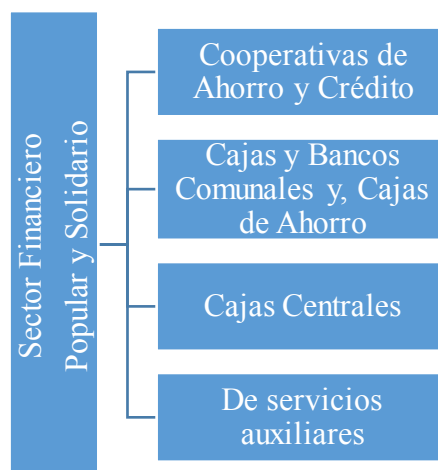 Sector Financiero
Popular y Solidario
Cooperativas de
Ahorro y Crédito
Cajas y Bancos
Comunales y, Cajas
de Ahorro
Cajas Centrales
De servicios
auxiliares